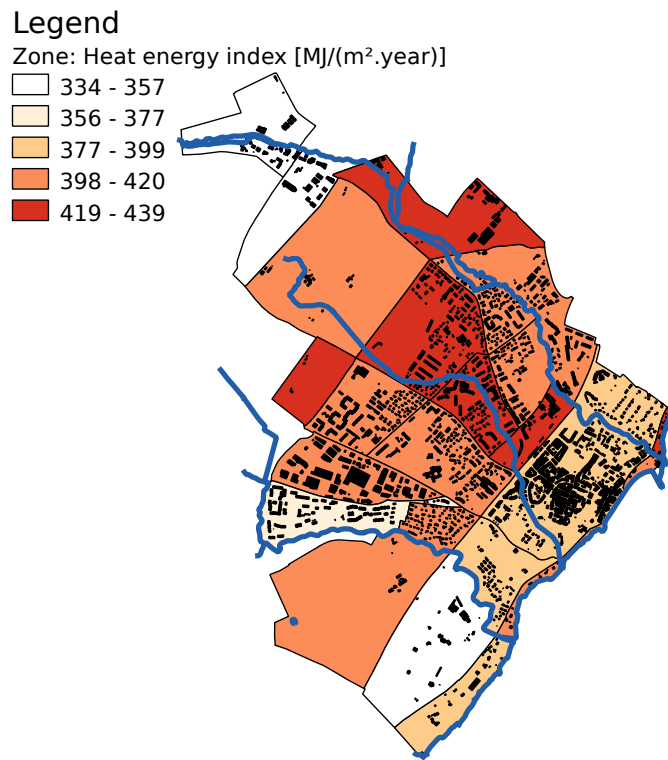 Legend
Zone: Heat energy index [MJ/(m².year)]
334 - 357
356 - 377
377 - 399
398 - 420
419 - 439